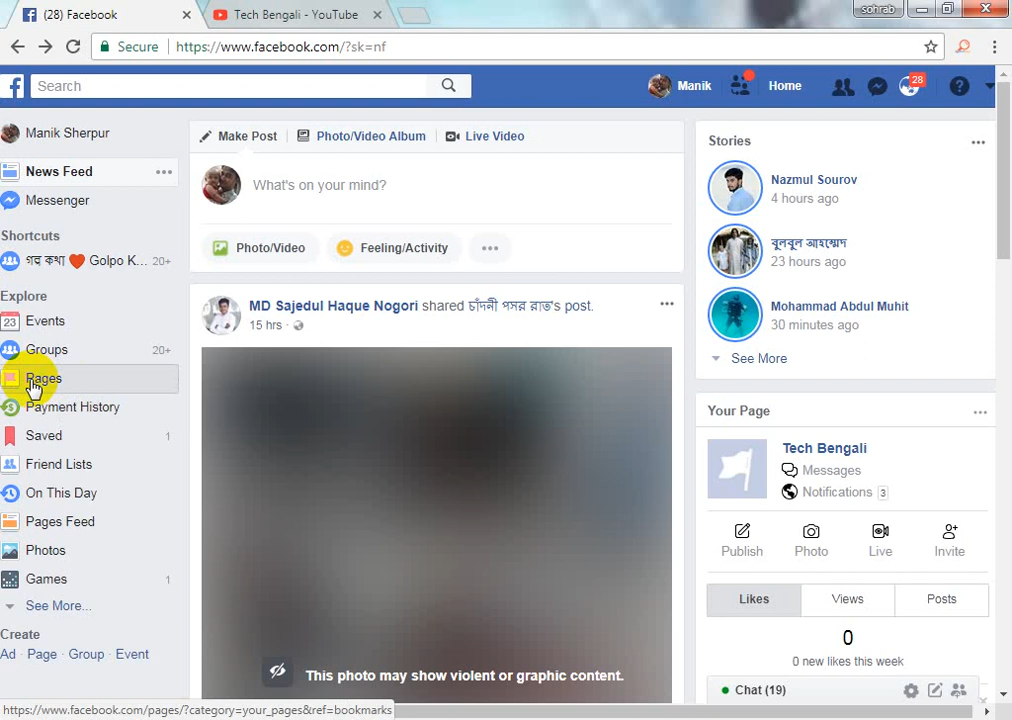 (28) Facebook
Tech Bengali - YouTube
sohrab
Secure
https://www.facebook.com/?sk=nf
Search
Manik
Home
28
Manik Sherpur
News Feed
Messenger
Shortcuts
গল্প কথা ❤ Golpo K... 20+
Explore
23
Events
Groups 20+
Pages
Payment History
Saved 1
Friend Lists
On This Day
Pages Feed
Photos
Games 1
See More...
Create
Ad · Page · Group · Event
Make Post
Photo/Video Album
Live Video
What's on your mind?
Photo/Video
Feeling/Activity
MD Sajedul Haque Nogori shared চাঁদনী পসর রাত's post.
15 hrs ·
This photo may show violent or graphic content.
Stories
Nazmul Sourov
4 hours ago
বুলবুল আহম্মেদ
23 hours ago
Mohammad Abdul Muhit
30 minutes ago
See More
Your Page
Tech Bengali
Messages
Notifications 3
Publish
Photo
Live
Invite
Likes
Views
Posts
0
0 new likes this week
Chat (19)
https://www.facebook.com/pages/?category=your_pages&ref=bookmarks